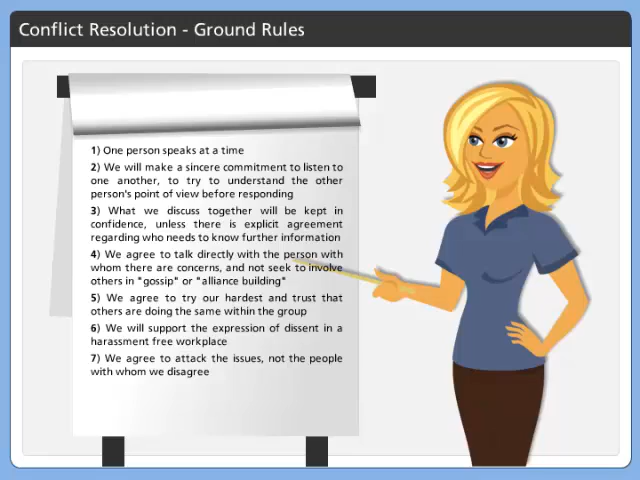 Conflict Resolution - Ground Rules
1) One person speaks at a time
2) We will make a sincere commitment to listen to
one another, to try to understand the other
person's point of view before responding
3) What we discuss together will be kept in
confidence, unless there is explicit agreement
regarding who needs to know further information
4) We agree to talk directly with the person with
whom there are concerns, and not seek to involve
others in "gossip" or "alliance building"
5) We agree to try our hardest and trust that
others are doing the same within the group
6) We will support the expression of dissent in a
harassment free workplace
7) We agree to attack the issues, not the people
with whom we disagree